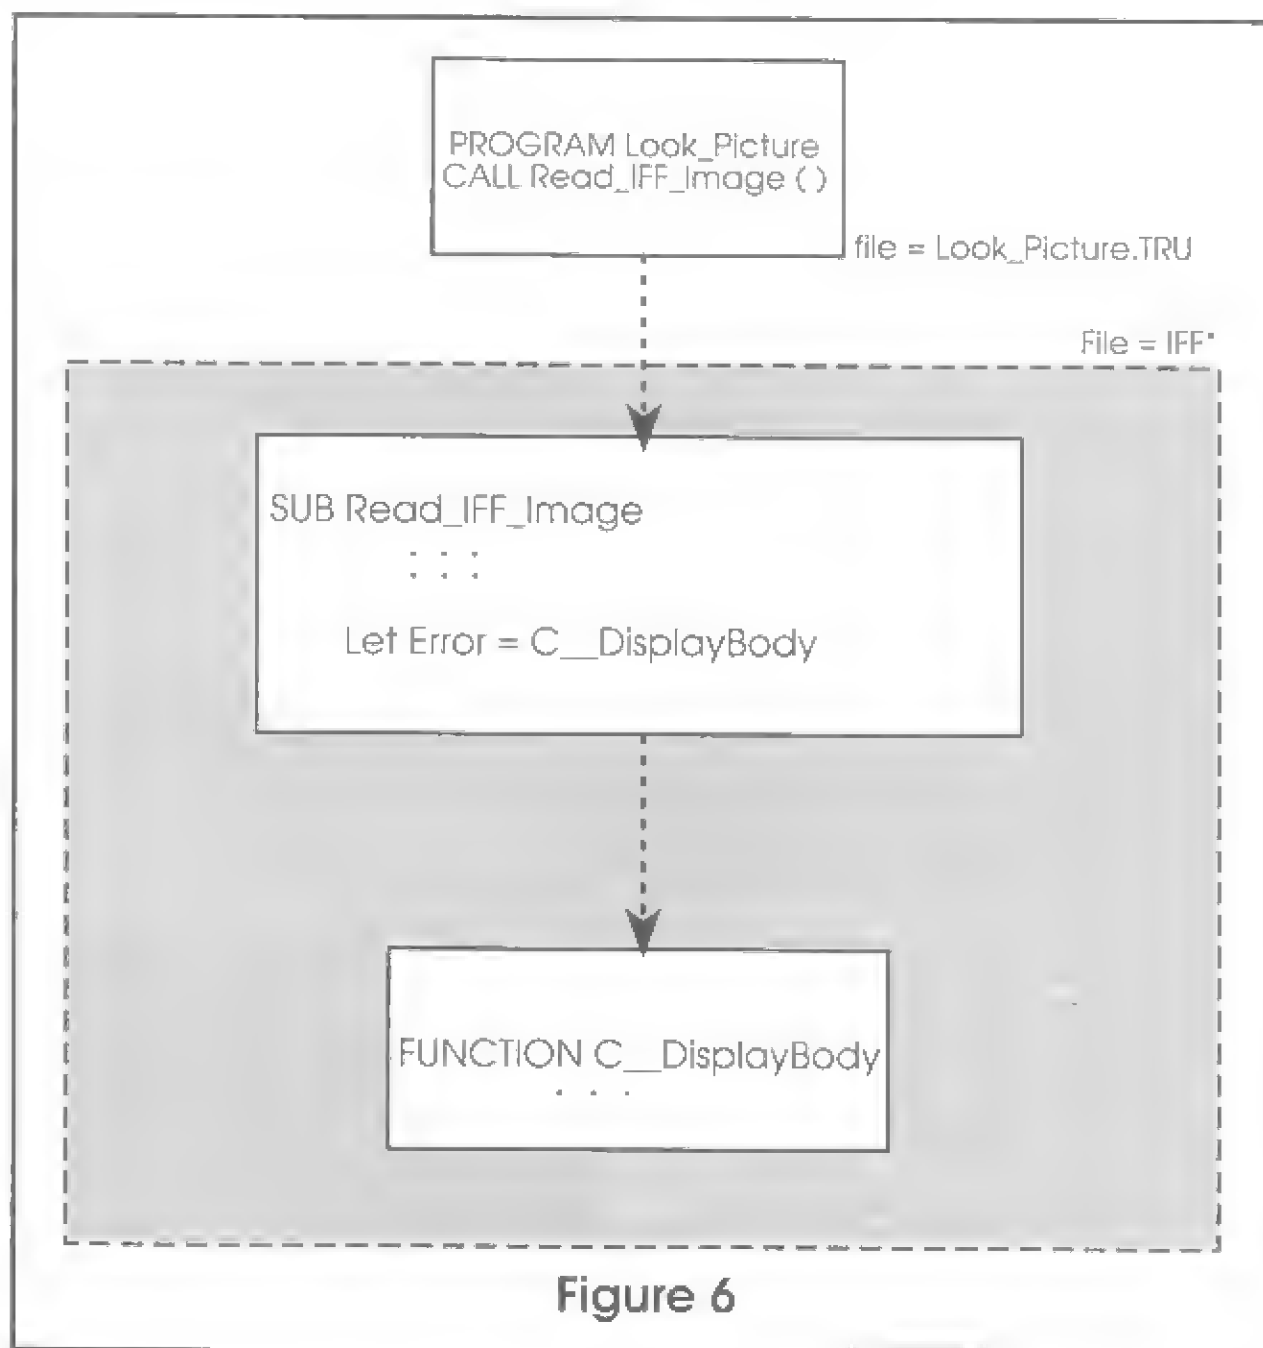 PROGRAM Look_Picture
CALL Read_IFF_Image ( )
file = Look_Picture.TRU
File = IFF*
SUB Read_IFF_Image
: : :
Let Error = C__DisplayBody
FUNCTION C__DisplayBody
. . .
Figure 6